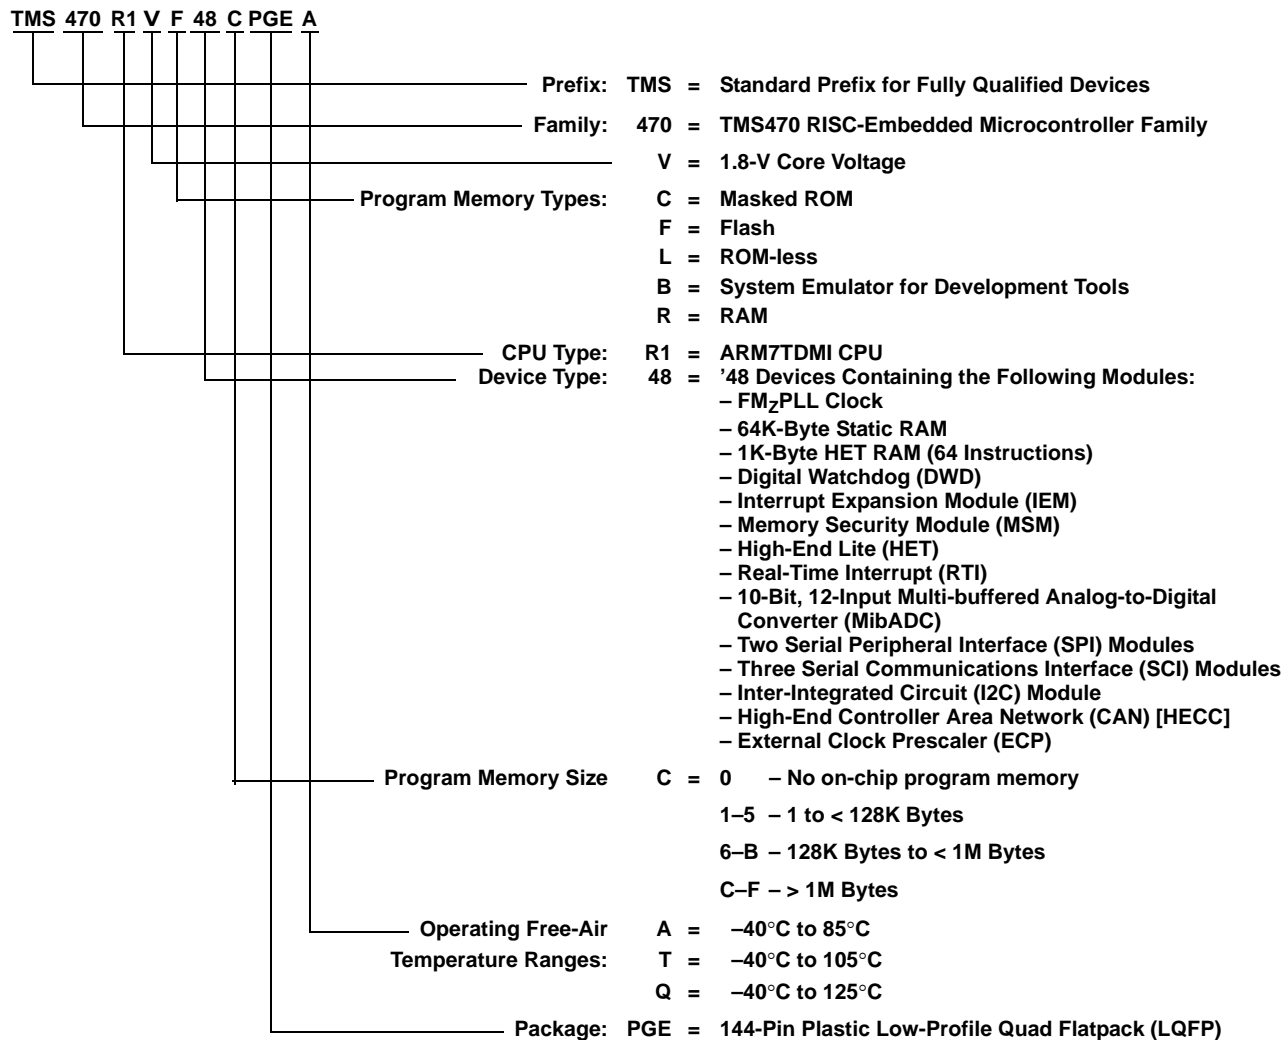 TMS 470 R1 V F 48 C PGE A
Prefix: TMS = Standard Prefix for Fully Qualified Devices
Family: 470 = TMS470 RISC-Embedded Microcontroller Family
V = 1.8-V Core Voltage
Program Memory Types: C = Masked ROM
F = Flash
L = ROM-less
B = System Emulator for Development Tools
R = RAM
CPU Type: R1 = ARM7TDMI CPU
Device Type: 48 = '48 Devices Containing the Following Modules:
– FMZPLL Clock
– 64K-Byte Static RAM
– 1K-Byte HET RAM (64 Instructions)
– Digital Watchdog (DWD)
– Interrupt Expansion Module (IEM)
– Memory Security Module (MSM)
– High-End Lite (HET)
– Real-Time Interrupt (RTI)
– 10-Bit, 12-Input Multi-buffered Analog-to-Digital
Converter (MibADC)
– Two Serial Peripheral Interface (SPI) Modules
– Three Serial Communications Interface (SCI) Modules
– Inter-Integrated Circuit (I2C) Module
– High-End Controller Area Network (CAN) [HECC]
– External Clock Prescaler (ECP)
Program Memory Size C = 0 – No on-chip program memory
1–5 – 1 to < 128K Bytes
6–B – 128K Bytes to < 1M Bytes
C–F – > 1M Bytes
Operating Free-Air A = –40°C to 85°C
Temperature Ranges: T = –40°C to 105°C
Q = –40°C to 125°C
Package: PGE = 144-Pin Plastic Low-Profile Quad Flatpack (LQFP)